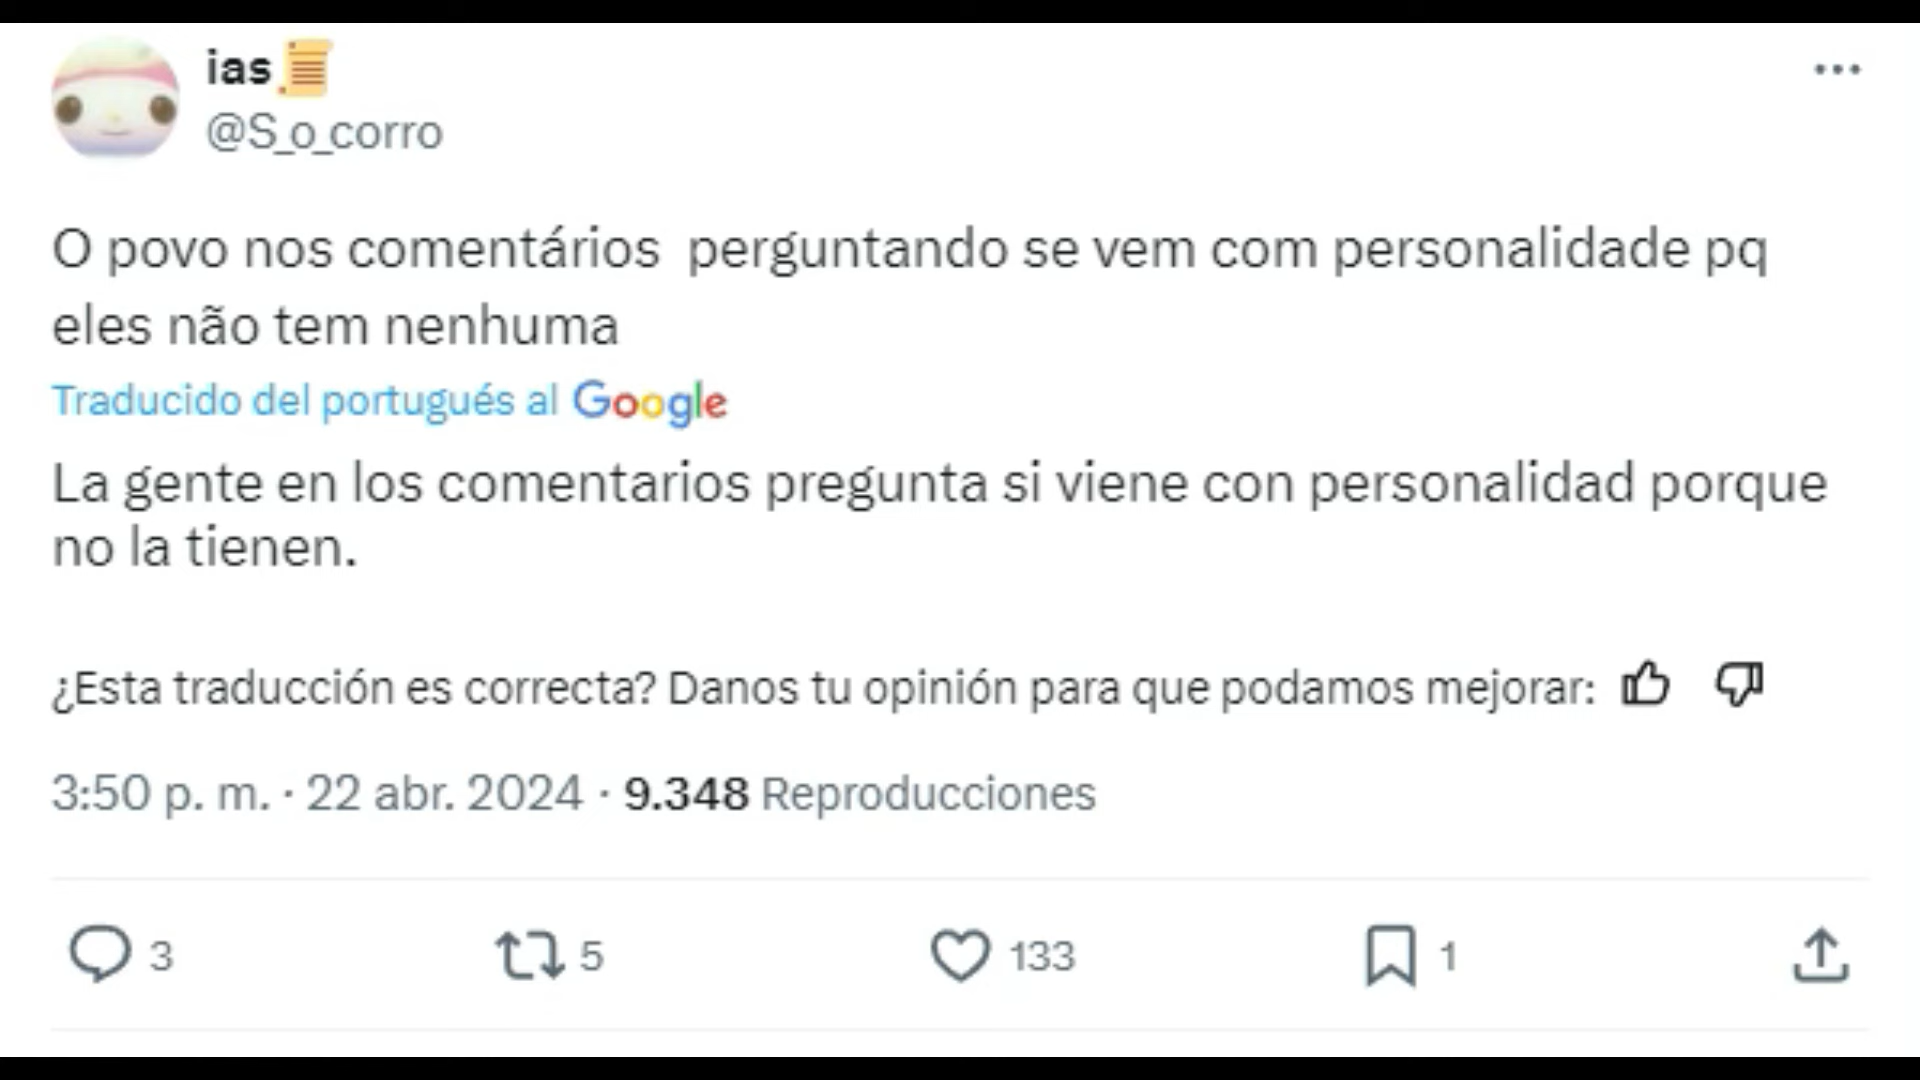 ias
@S_o_corro
O povo nos comentários perguntando se vem com personalidade pq
eles não tem nenhuma
Traducido del portugués al Google
La gente en los comentarios pregunta si viene con personalidad porque
no la tienen.
¿Esta traducción es correcta? Danos tu opinión para que podamos mejorar:
3:50 p. m. · 22 abr. 2024 · 9.348 Reproducciones
3 5 133 1